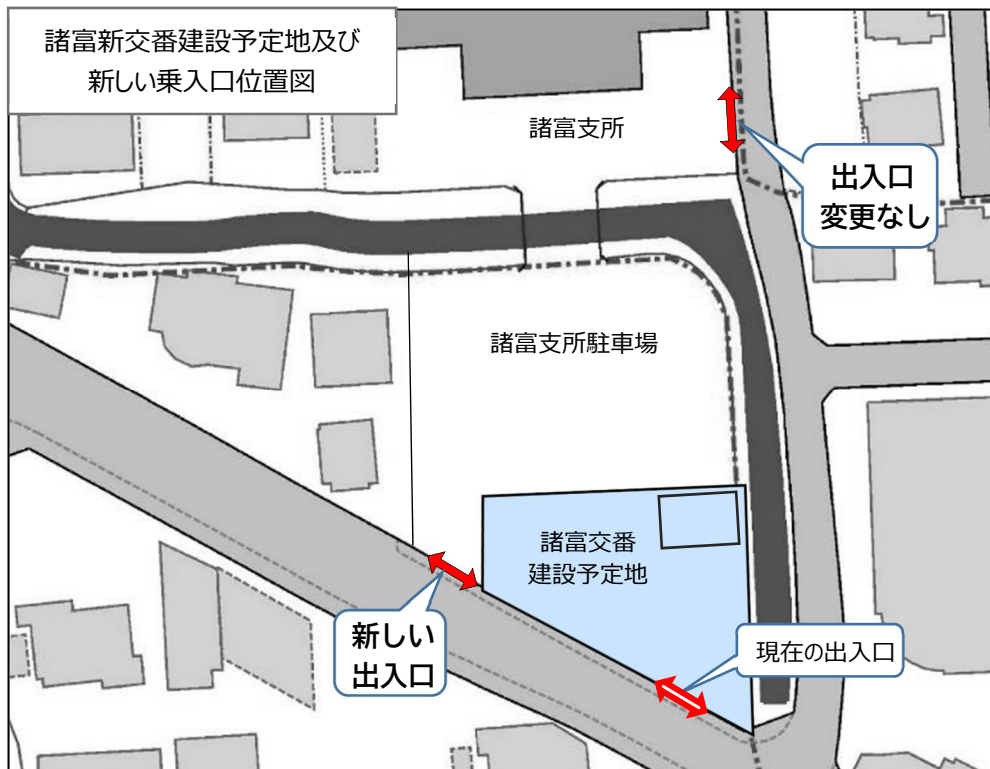 諸富新交番建設予定地及び
新しい乗入口位置図
諸富支所
出入口
変更なし
諸富支所駐車場
諸富交番
建設予定地
新しい
出入口
現在の出入口